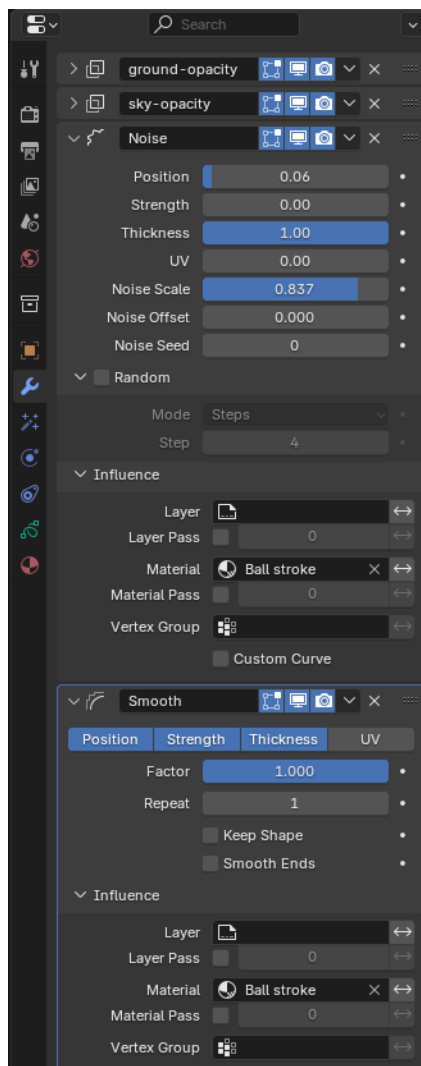 Search
ground-opacity
sky-opacity
Noise
Position 0.06
Strength 0.00
Thickness 1.00
UV 0.00
Noise Scale 0.837
Noise Offset 0.000
Noise Seed 0
Random
Mode Steps
Step 4
Influence
Layer
Layer Pass 0
Material Ball stroke
Material Pass 0
Vertex Group
Custom Curve
Smooth
Position Strength Thickness UV
Factor 1.000
Repeat 1
Keep Shape
Smooth Ends
Influence
Layer
Layer Pass 0
Material Ball stroke
Material Pass 0
Vertex Group